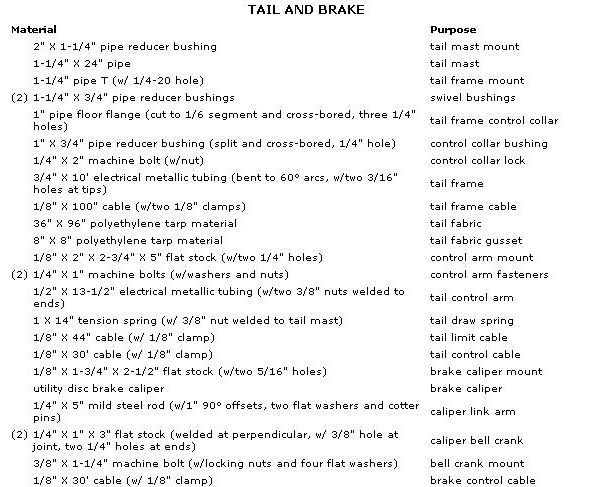 TAIL AND BRAKE
Material Purpose
2" X 1-1/4" pipe reducer bushing tail mast mount
1-1/4" X 24" pipe tail mast
1-1/4" pipe T (w/ 1/4-20 hole) tail frame mount
(2) 1-1/4" X 3/4" pipe reducer bushings swivel bushings
1" pipe floor flange (cut to 1/6 segment and cross-bored, three 1/4" holes) tail frame control collar
1" X 3/4" pipe reducer bushing (split and cross-bored, 1/4" hole) control collar bushing
1/4" X 2" machine bolt (w/nut) control collar lock
3/4" X 10' electrical metallic tubing (bent to 60° arcs, w/two 3/16" holes at tips) tail frame
1/8" X 100" cable (w/two 1/8" clamps) tail frame cable
36" X 96" polyethylene tarp material tail fabric
8" X 8" polyethylene tarp material tail fabric gusset
1/8" X 2" X 2-3/4" X 5" flat stock (w/two 1/4" holes) control arm mount
(2) 1/4" X 1" machine bolts (w/washers and nuts) control arm fasteners
1/2" X 13-1/2" electrical metallic tubing (w/two 3/8" nuts welded to ends) tail control arm
1 X 14" tension spring (w/ 3/8" nut welded to tail mast) tail draw spring
1/8" X 44" cable (w/ 1/8" clamp) tail limit cable
1/8" X 30' cable (w/ 1/8" clamp) tail control cable
1/8" X 1-3/4" X 2-1/2" flat stock (w/two 5/16" holes) brake caliper mount
utility disc brake caliper brake caliper
1/4" X 5" mild steel rod (w/1" 90° offsets, two flat washers and cotter pins) caliper link arm
(2) 1/4" X 1" X 3" flat stock (welded at perpendicular, w/ 3/8" hole at joint, two 1/4" holes at ends) caliper bell crank
3/8" X 1-1/4" machine bolt (w/locking nuts and four flat washers) bell crank mount
1/8" X 30' cable (w/ 1/8" clamp) brake control cable